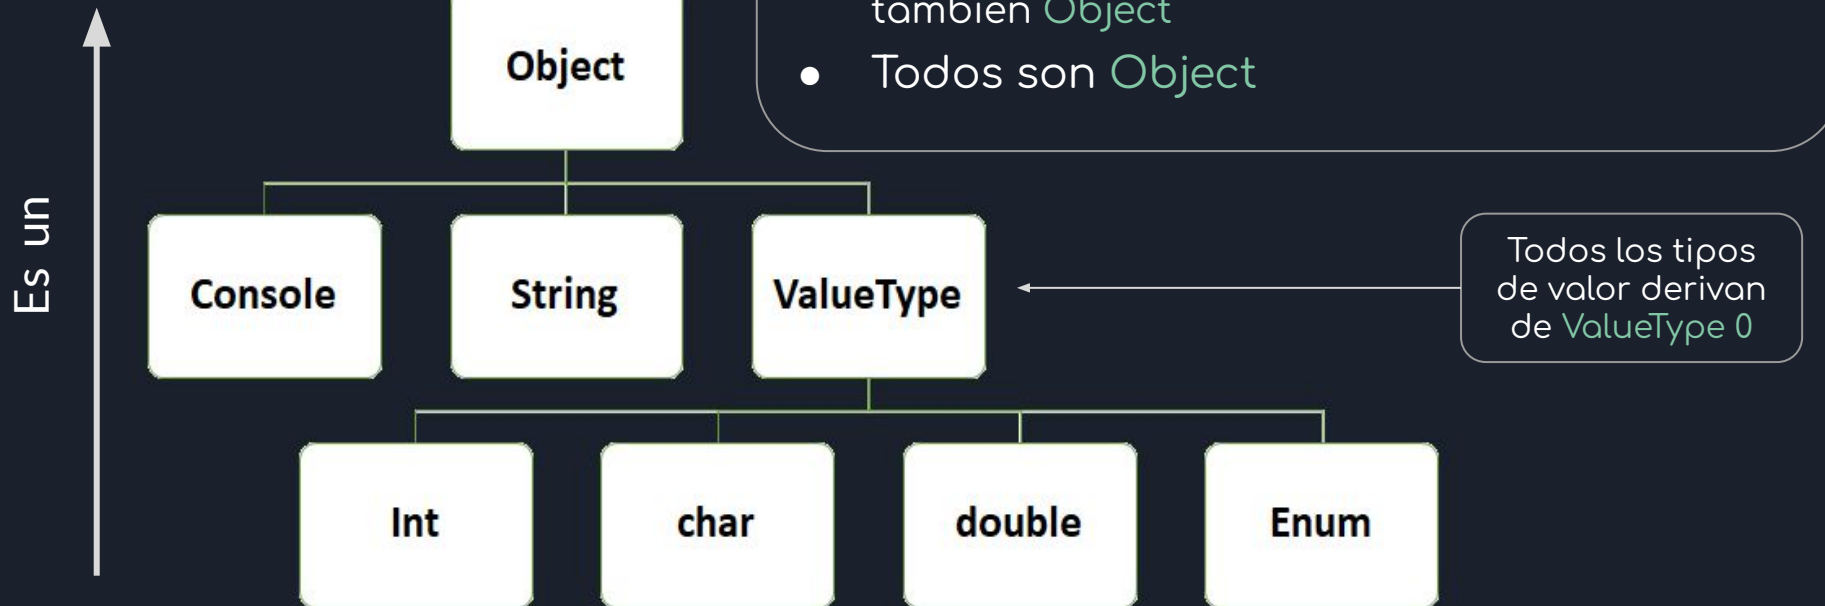 también Object
● Todos son Object
Object
Es un
Console
String
ValueType
Todos los tipos
de valor derivan
de ValueType 0
Int
char
double
Enum